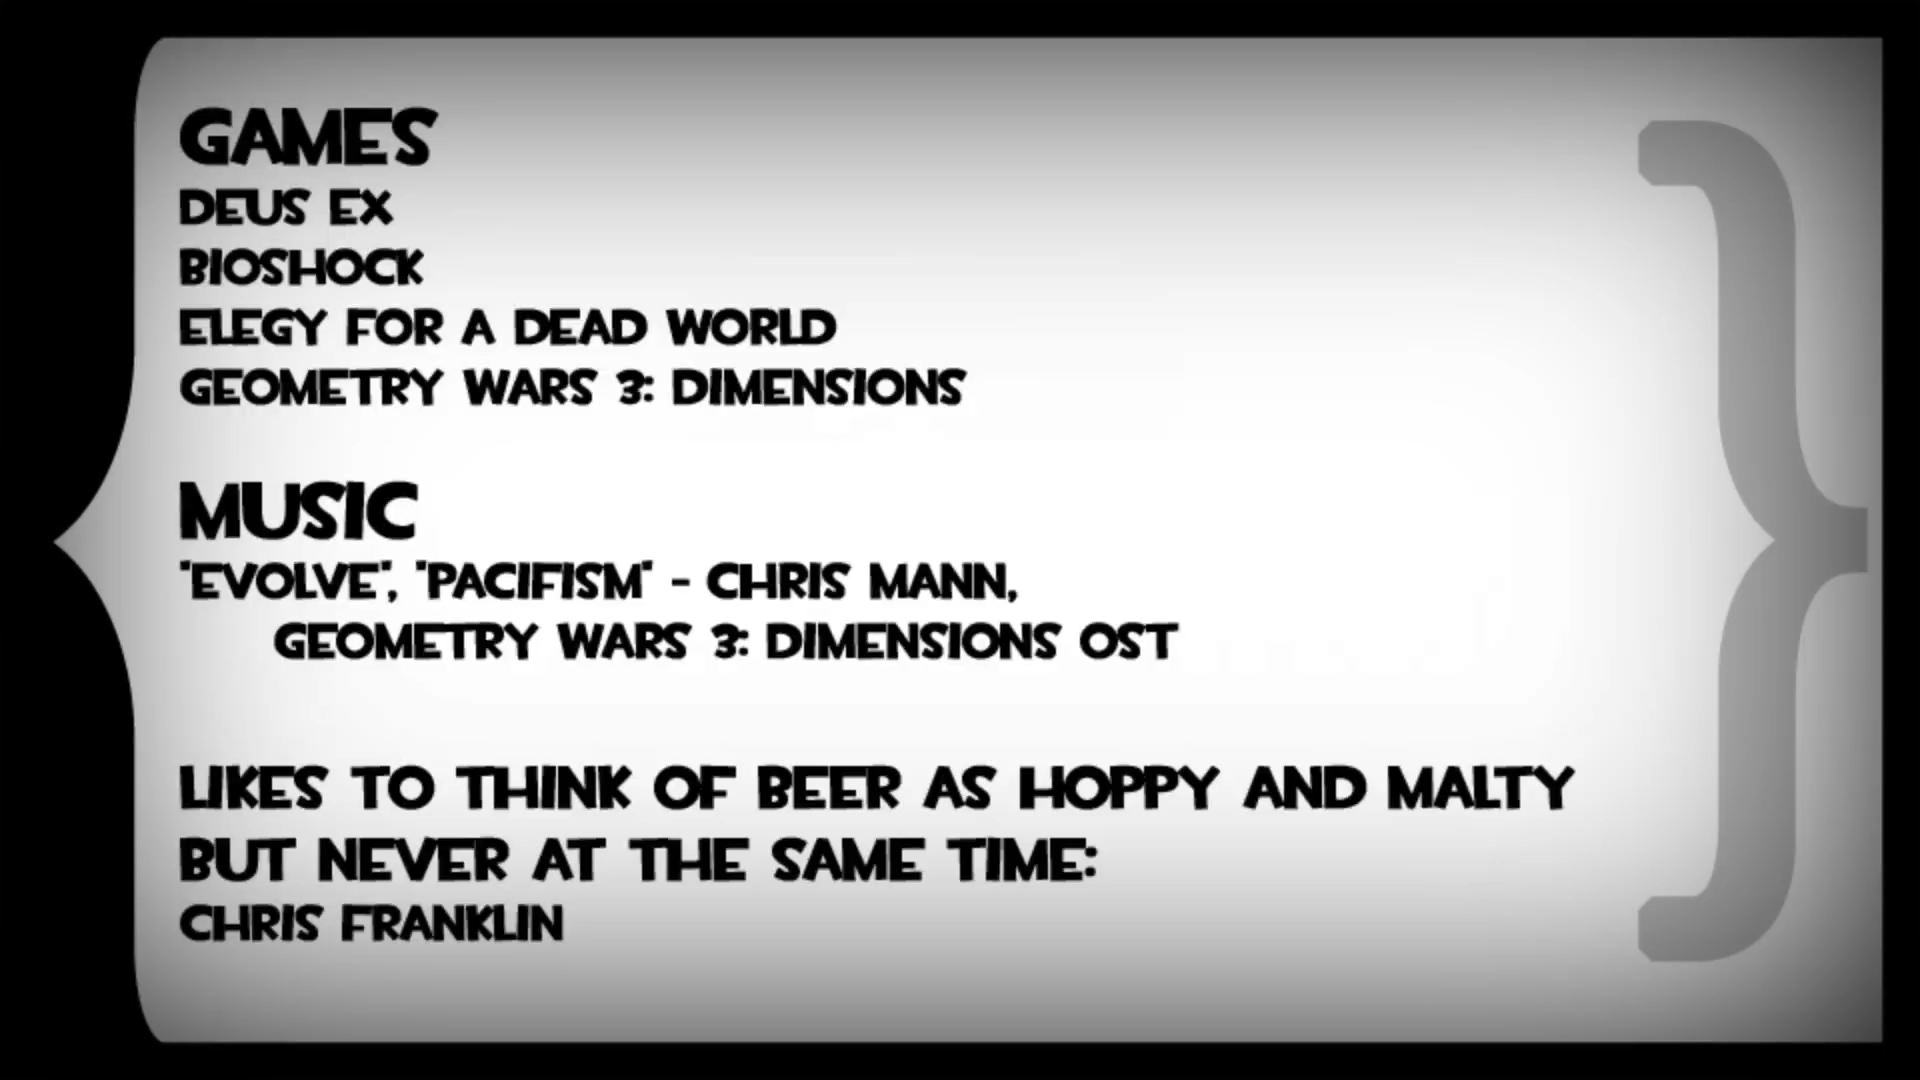 GAMES
DEUS EX
BIOSHOCK
ELEGY FOR A DEAD WORLD
GEOMETRY WARS 3: DIMENSIONS
MUSIC
"EVOLVE", "PACIFISM" - CHRIS MANN,
GEOMETRY WARS 3: DIMENSIONS OST
LIKES TO THINK OF BEER AS HOPPY AND MALTY
BUT NEVER AT THE SAME TIME:
CHRIS FRANKLIN